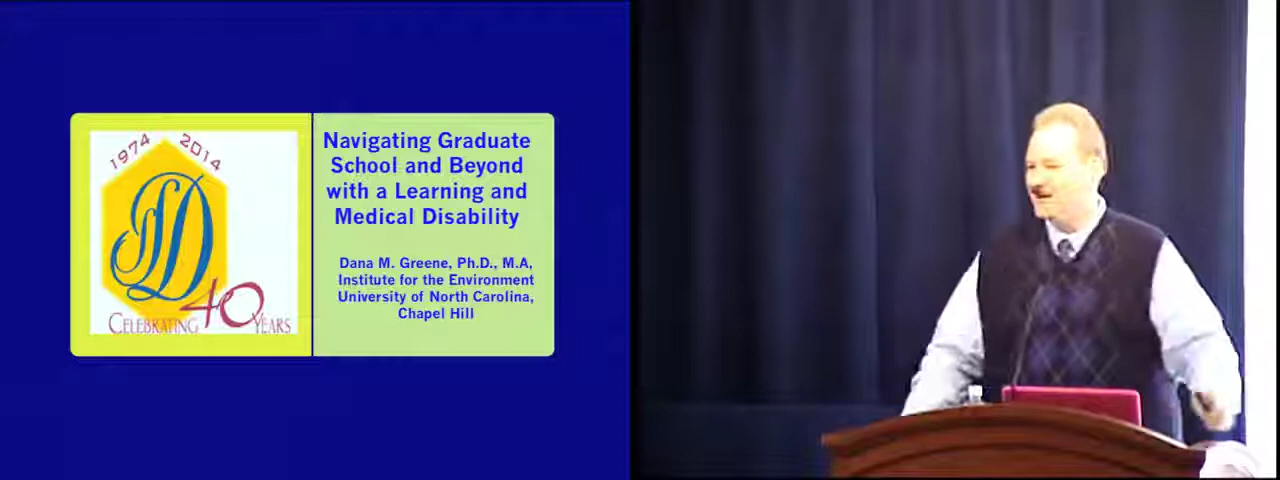 1974 2014
JSD
40
CELEBRATING YEARS
Navigating Graduate
School and Beyond
with a Learning and
Medical Disability
Dana M. Greene, Ph.D., M.A,
Institute for the Environment
University of North Carolina,
Chapel Hill